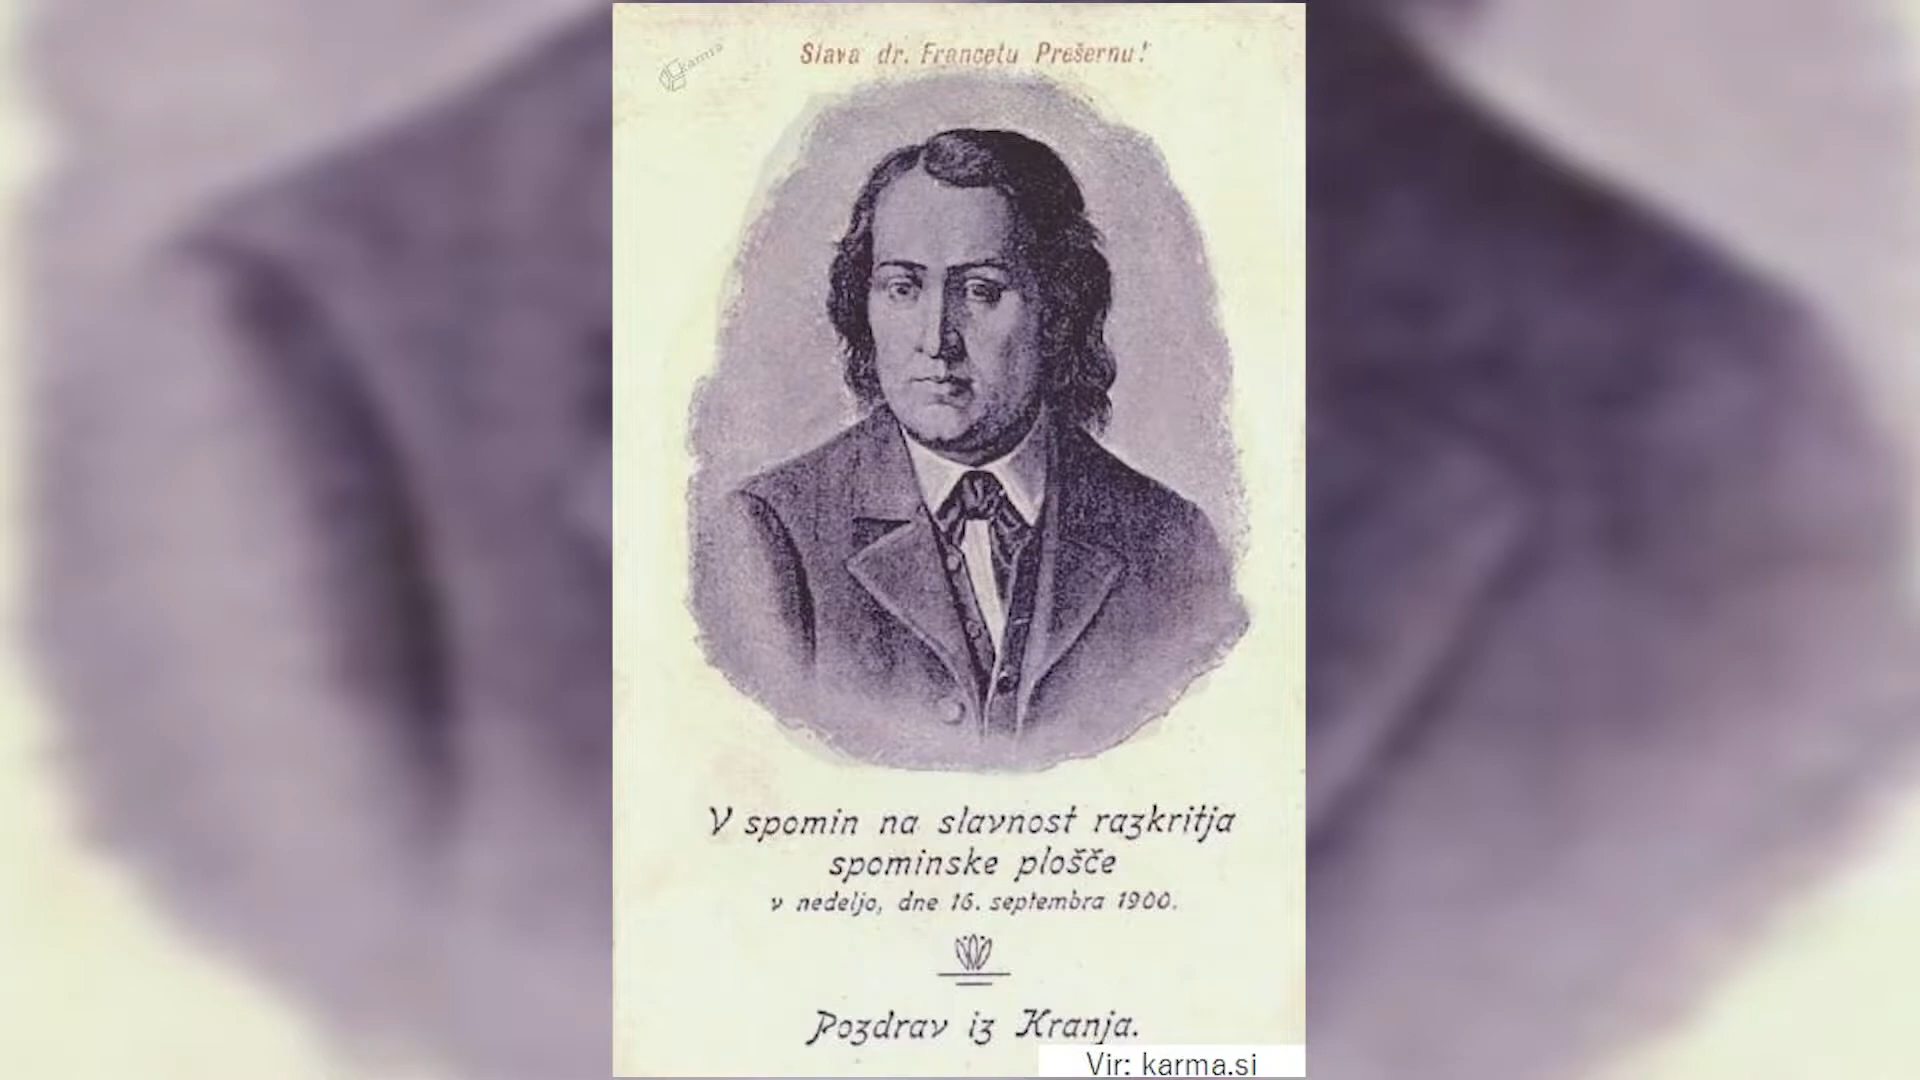 kamra
Slava dr. Francetu Prešernu!
V spomin na slavnost razkritja
spominske plošče
v nedeljo, dne 16. septembra 1900.
Pozdrav iz Kranja.
Vir: karma.si